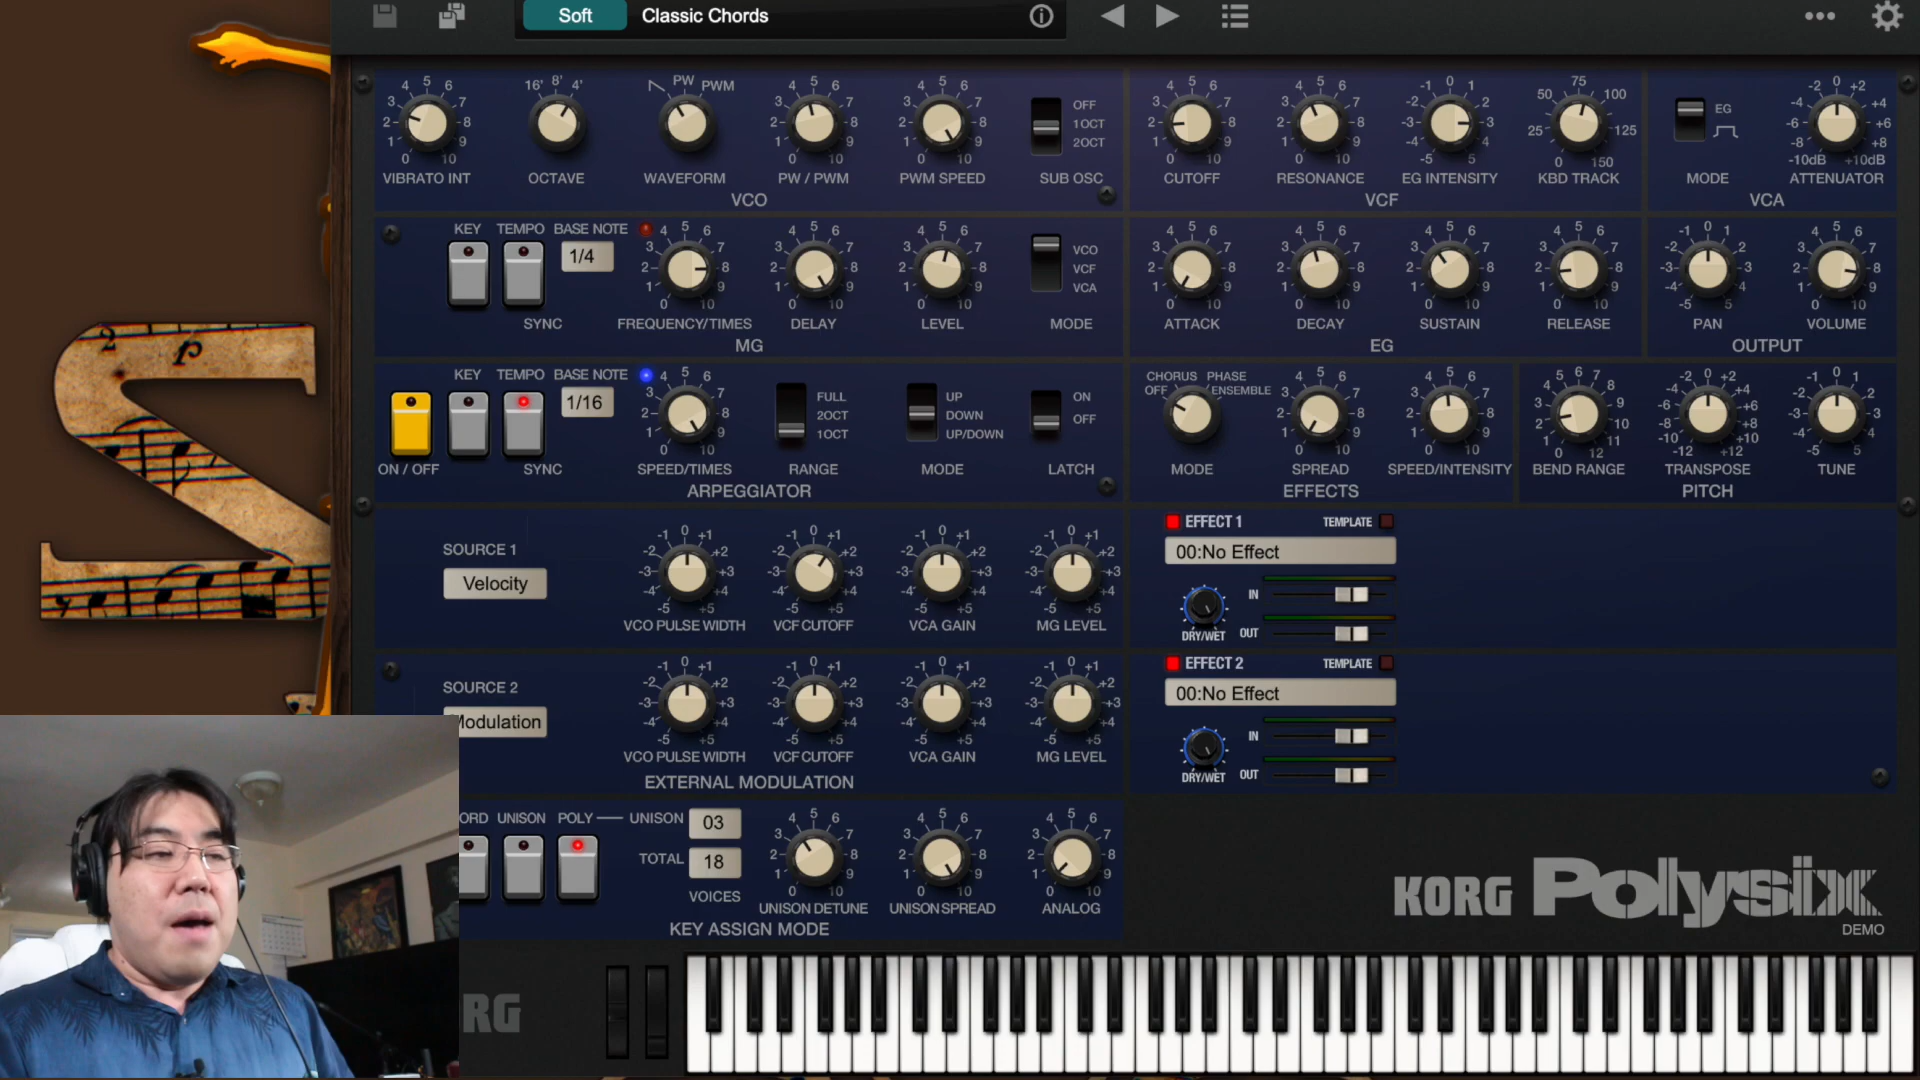 Soft Classic Chords
VIBRATO INT OCTAVE WAVEFORM PW / PWM PWM SPEED SUB OSC
16' 8' 4' PW PWM
OFF
1OCT
2OCT
VCO
CUTOFF RESONANCE EG INTENSITY KBD TRACK
VCF
EG
MODE ATTENUATOR
-10dB +10dB
VCA
KEY TEMPO BASE NOTE
1/4
SYNC FREQUENCY/TIMES DELAY LEVEL MODE
VCO
VCF
VCA
MG
ATTACK DECAY SUSTAIN RELEASE
EG
PAN VOLUME
OUTPUT
KEY TEMPO BASE NOTE
1/16
FULL
2OCT
1OCT
UP
DOWN
UP/DOWN
ON
OFF
ON / OFF SYNC SPEED/TIMES RANGE MODE LATCH
ARPEGGIATOR
CHORUS PHASE
OFF ENSEMBLE
MODE SPREAD SPEED/INTENSITY
EFFECTS
BEND RANGE TRANSPOSE TUNE
PITCH
SOURCE 1
Velocity
VCO PULSE WIDTH VCF CUTOFF VCA GAIN MG LEVEL
EFFECT 1 TEMPLATE
00:No Effect
IN
DRY/WET OUT
SOURCE 2
Modulation
VCO PULSE WIDTH VCF CUTOFF VCA GAIN MG LEVEL
EXTERNAL MODULATION
EFFECT 2 TEMPLATE
00:No Effect
IN
DRY/WET OUT
ORD UNISON POLY UNISON 03
TOTAL 18
VOICES
UNISON DETUNE UNISON SPREAD ANALOG
KEY ASSIGN MODE
KORG Polysix
DEMO
RG